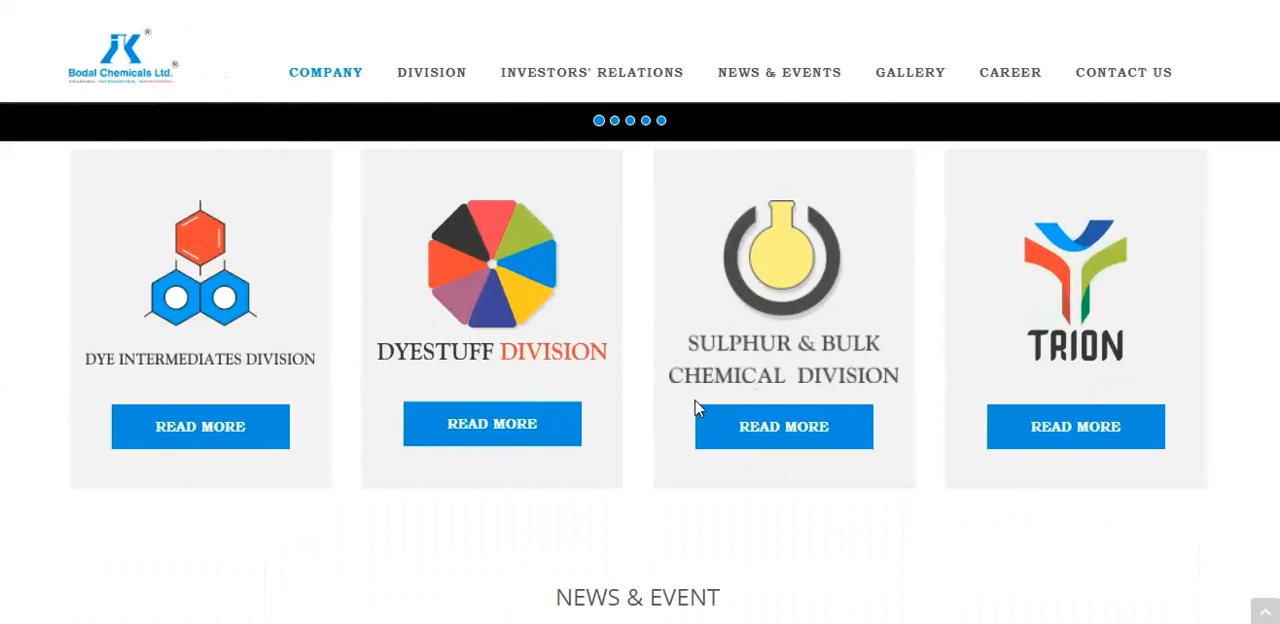 ®
Bodal Chemicals Ltd.®
COMPANY DIVISION INVESTORS' RELATIONS NEWS & EVENTS GALLERY CAREER CONTACT US
DYE INTERMEDIATES DIVISION
READ MORE
DYESTUFF DIVISION
READ MORE
SULPHUR & BULK
CHEMICAL DIVISION
READ MORE
TRION
READ MORE
NEWS & EVENT